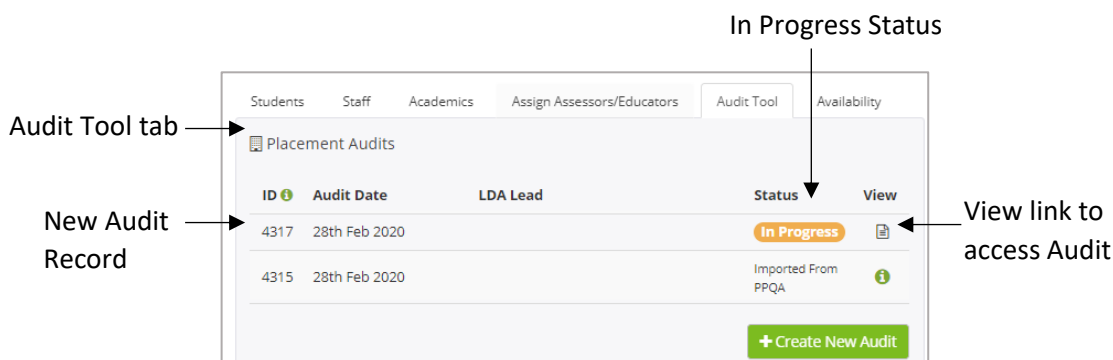 In Progress Status
Students Staff Academics Assign Assessors/Educators Audit Tool Availability
Audit Tool tab
Placement Audits
ID Audit Date LDA Lead Status View
New Audit
Record
4317 28th Feb 2020 In Progress
View link to
access Audit
4315 28th Feb 2020 Imported From
PPQA
+ Create New Audit